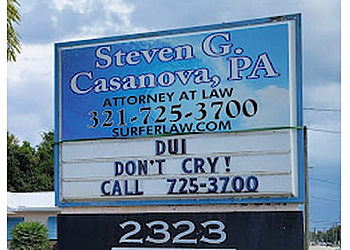 Steven G.
Casanova, PA
ATTORNEY AT LAW
321-725-3700
SURFERLAW.COM
DUI
DON'T CRY!
CALL 725-3700
2323